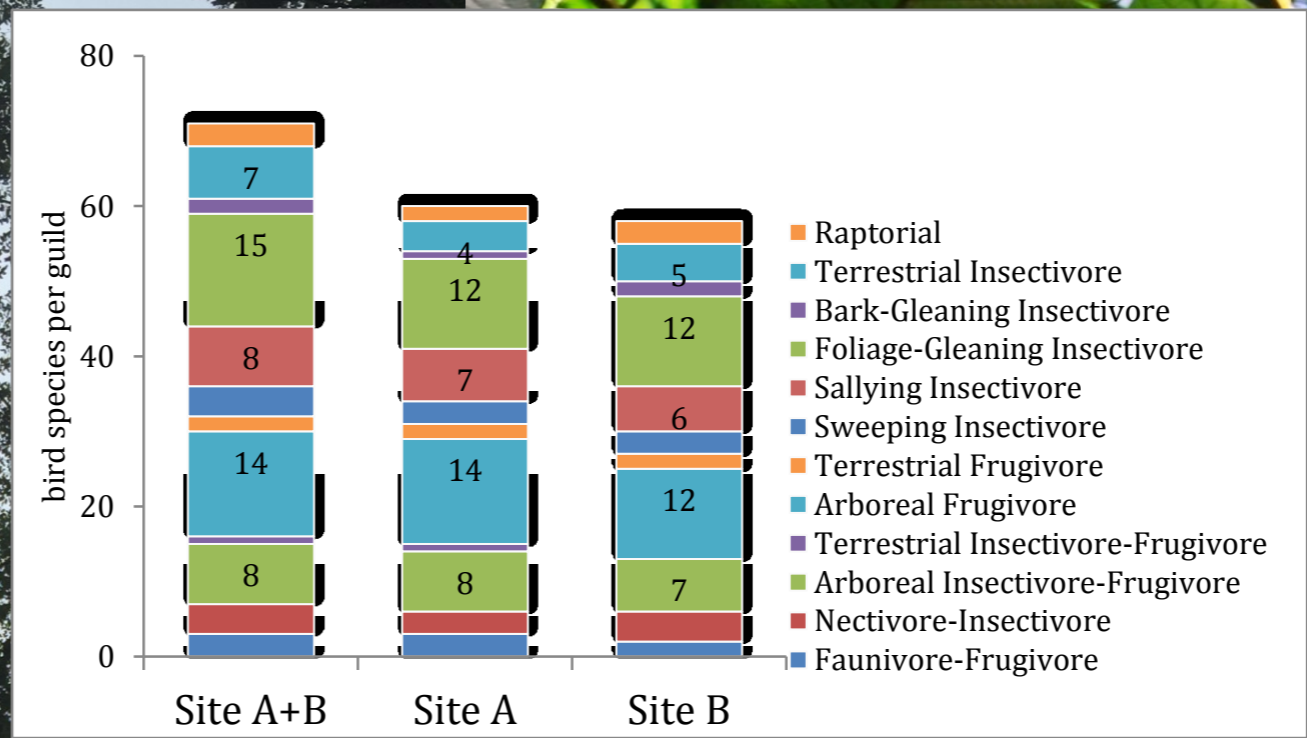 80
60
40
20
0
bird species per guild
7
15
8
14
8
4
12
7
14
8
5
12
6
12
7
Site A+B
Site A
Site B
Raptorial
Terrestrial Insectivore
Bark-Gleaning Insectivore
Foliage-Gleaning Insectivore
Sallying Insectivore
Sweeping Insectivore
Terrestrial Frugivore
Arboreal Frugivore
Terrestrial Insectivore-Frugivore
Arboreal Insectivore-Frugivore
Nectivore-Insectivore
Faunivore-Frugivore